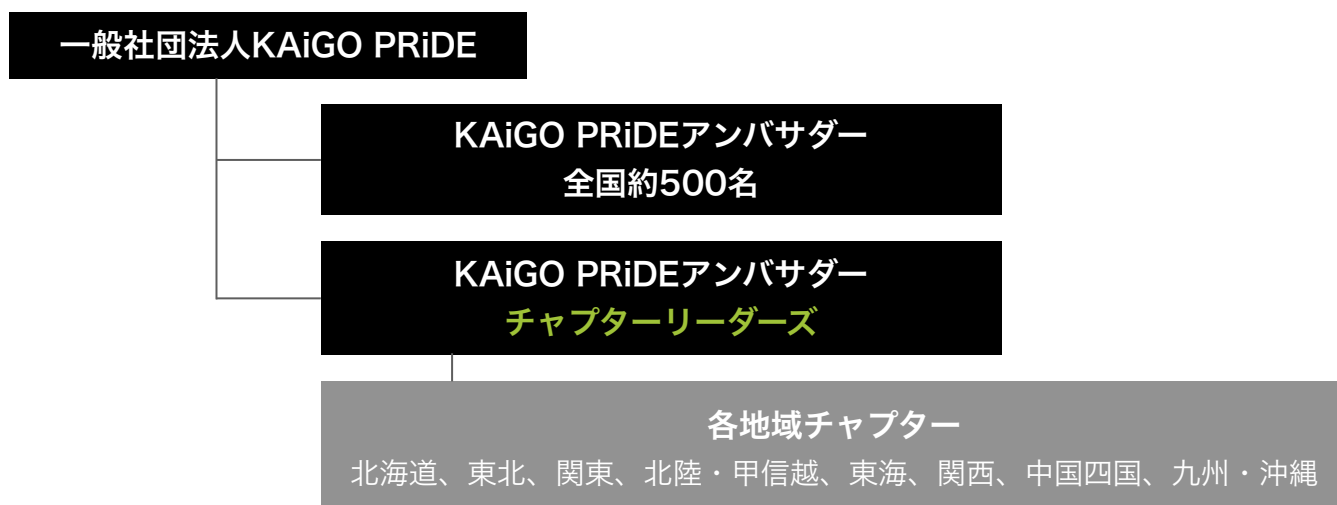 一般社団法人KAiGO PRiDE
KAiGO PRiDEアンバサダー
全国約500名
KAiGO PRiDEアンバサダー
チャプターリーダーズ
各地域チャプター
北海道、東北、関東、北陸・甲信越、東海、関西、中国四国、九州・沖縄